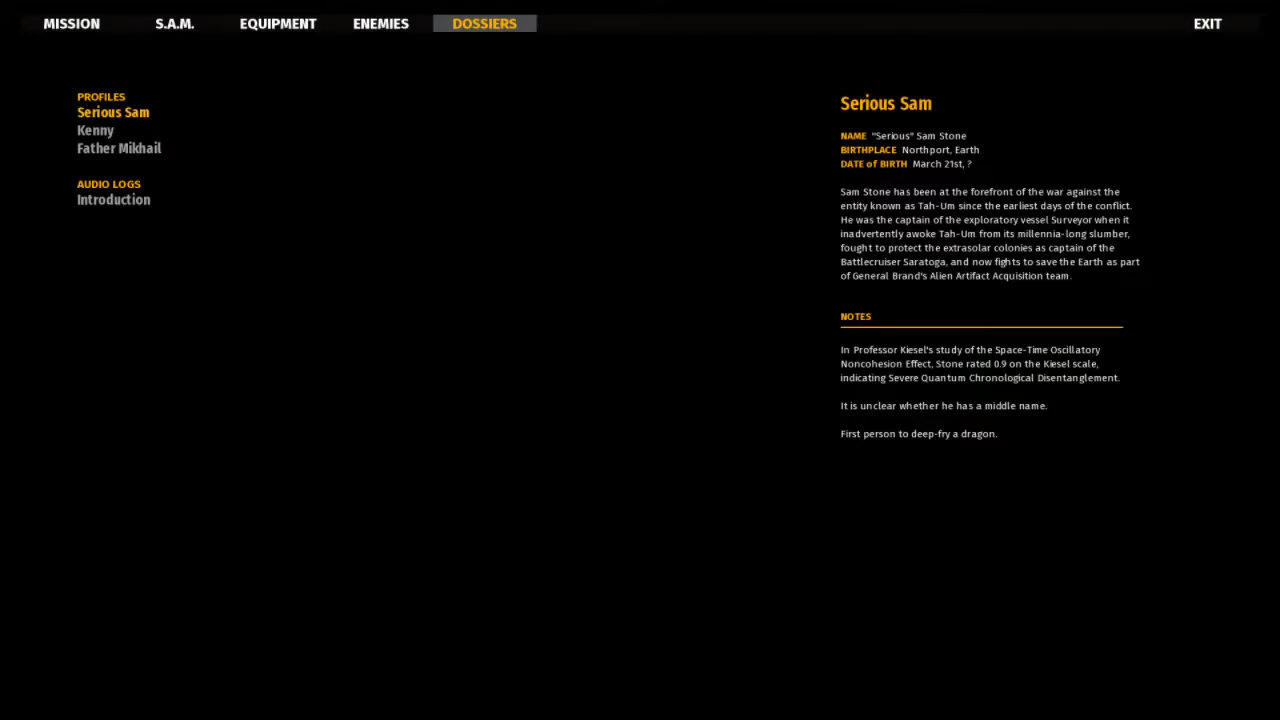 MISSION S.A.M. EQUIPMENT ENEMIES DOSSIERS EXIT
PROFILES
Serious Sam
Kenny
Father Mikhail
AUDIO LOGS
Introduction
Serious Sam
NAME "Serious" Sam Stone
BIRTHPLACE Northport, Earth
DATE of BIRTH March 21st, ?
Sam Stone has been at the forefront of the war against the
entity known as Tah-Um since the earliest days of the conflict.
He was the captain of the exploratory vessel Surveyor when it
inadvertently awoke Tah-Um from its millennia-long slumber,
fought to protect the extrasolar colonies as captain of the
Battlecruiser Saratoga, and now fights to save the Earth as part
of General Brand's Alien Artifact Acquisition team.
NOTES
In Professor Kiesel's study of the Space-Time Oscillatory
Noncohesion Effect, Stone rated 0.9 on the Kiesel scale,
indicating Severe Quantum Chronological Disentanglement.
It is unclear whether he has a middle name.
First person to deep-fry a dragon.